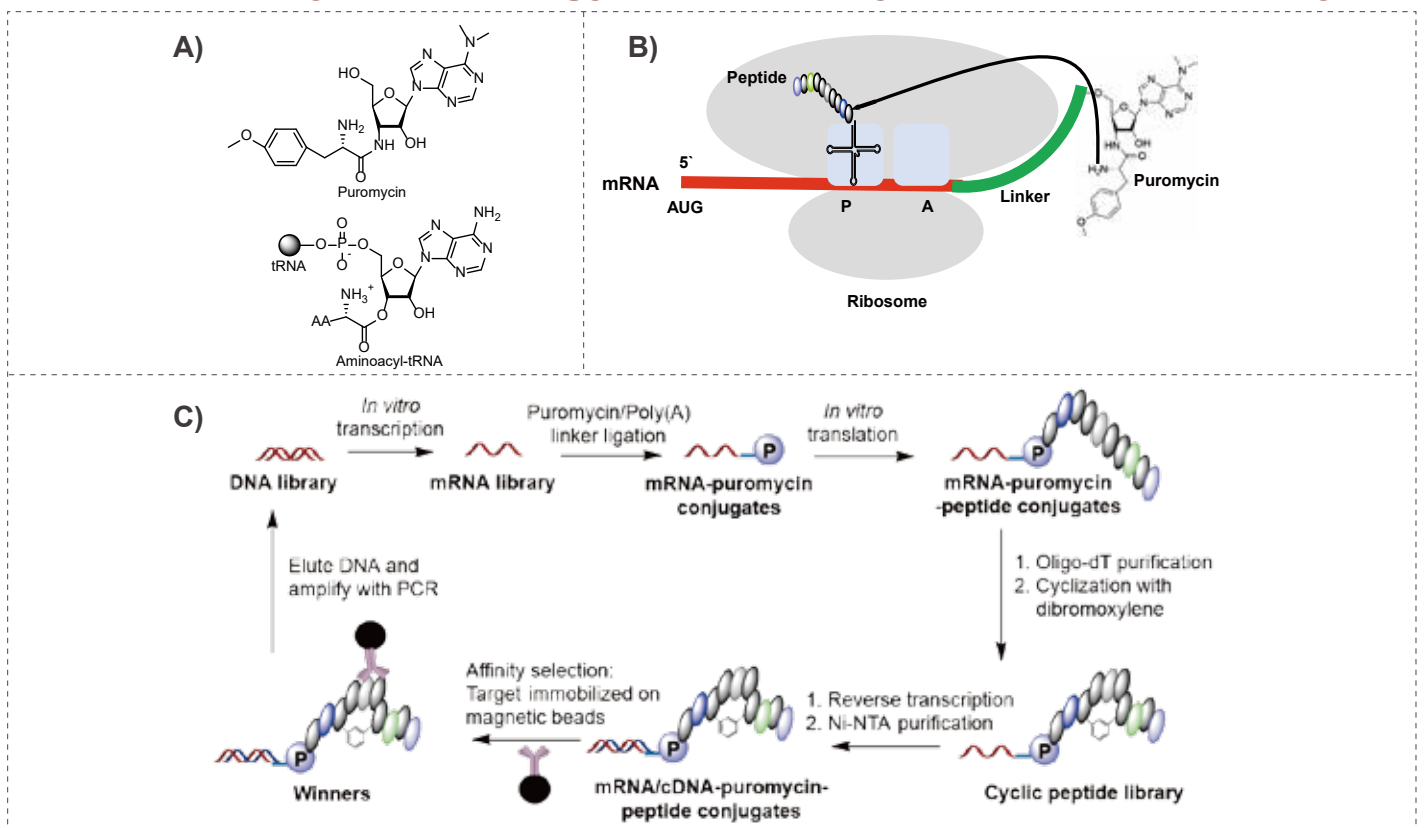 A)
HO
O
N
N
N
N
N
NH2
O
NH
OH
O
Puromycin
O
O
P
O
O
-
tRNA
NH2
N
N
N
N
O
NH3
+
AA
O
OH
O
Aminoacyl-tRNA
B)
Peptide
5`
mRNA
AUG
P
A
Linker
Ribosome
N
N
N
N
N
O
HN
OH
O
H2N
Puromycin
C)
DNA library
In vitro
transcription
mRNA library
Puromycin/Poly(A)
linker ligation
P
mRNA-puromycin
conjugates
In vitro
translation
P
mRNA-puromycin
-peptide conjugates
1. Oligo-dT purification
2. Cyclization with
dibromoxylene
P
Cyclic peptide library
1. Reverse transcription
2. Ni-NTA purification
P
mRNA/cDNA-puromycin-
peptide conjugates
Affinity selection:
Target immobilized on
magnetic beads
P
Winners
Elute DNA and
amplify with PCR